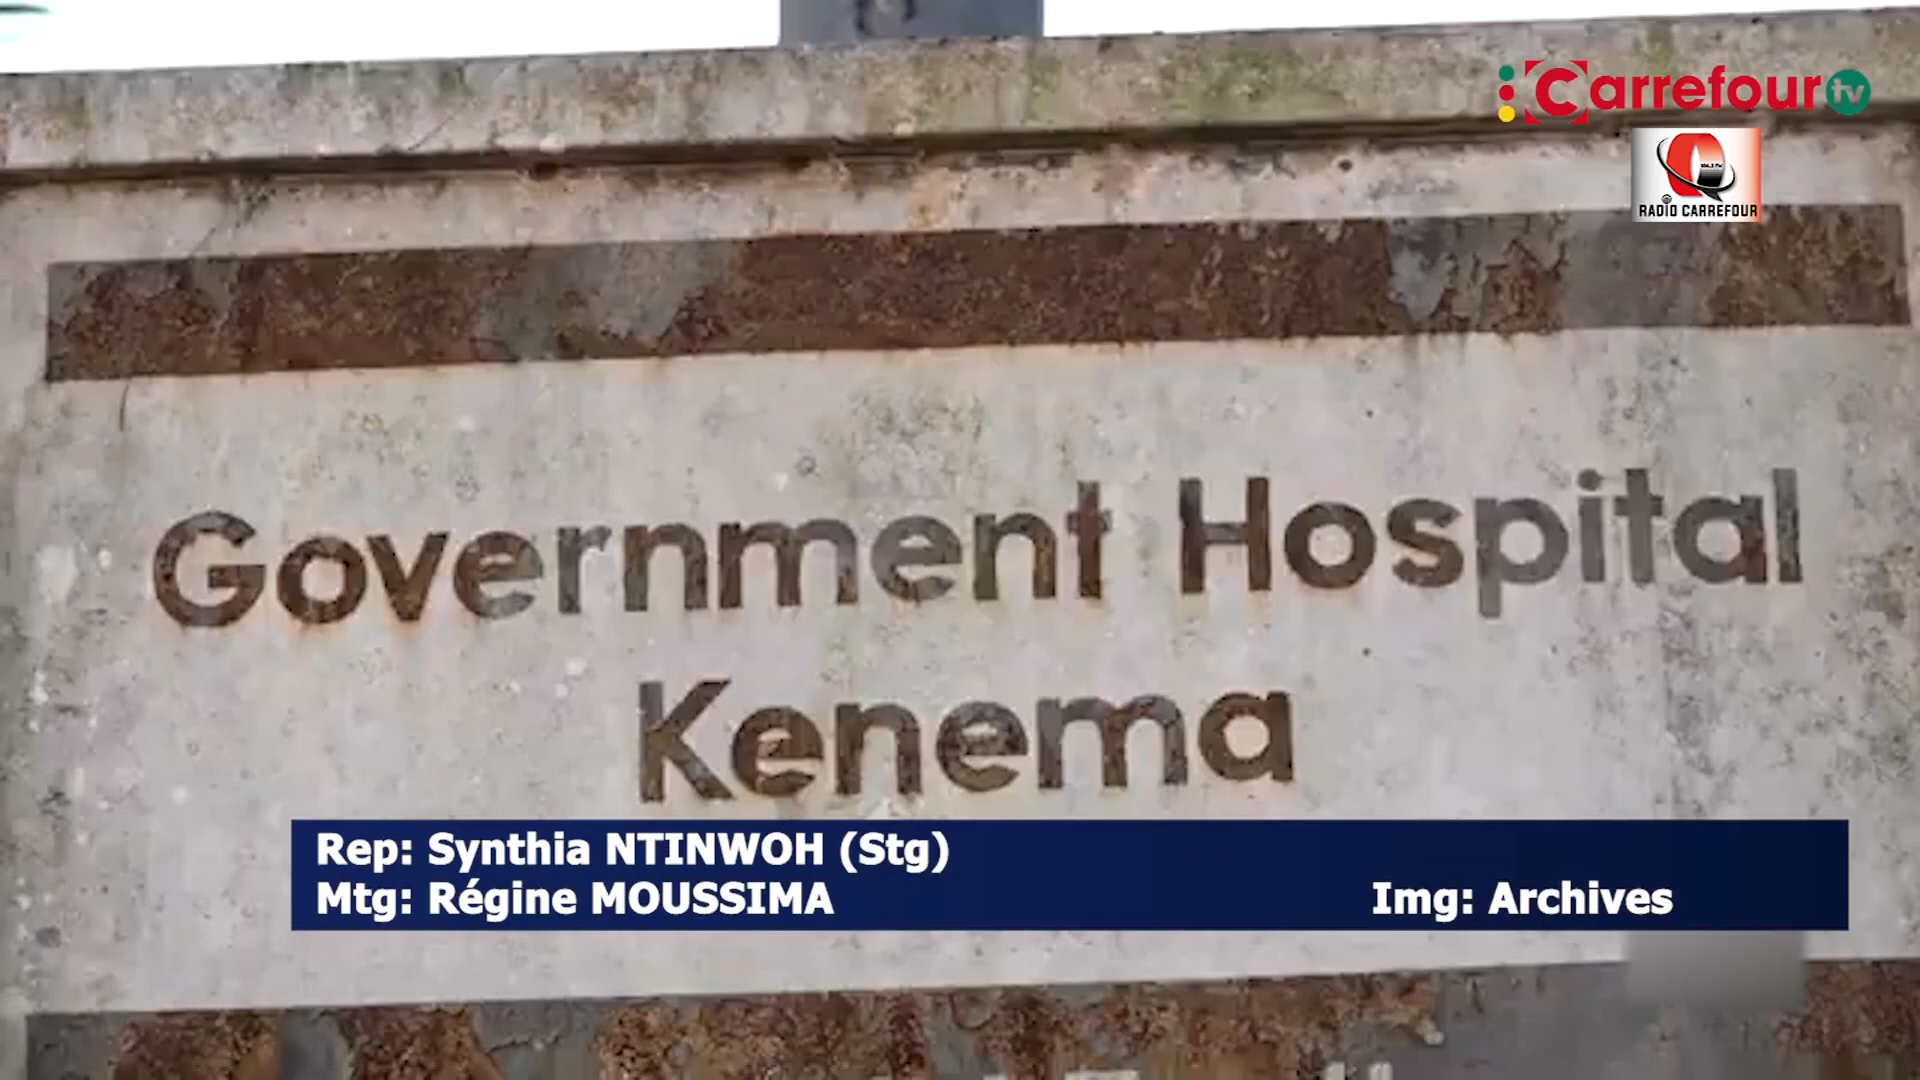 Carrefour tv
RADIO CARREFOUR
Government Hospital
Kenema
Rep: Synthia NTINWOH (Stg)
Mtg: Régine MOUSSIMA
Img: Archives